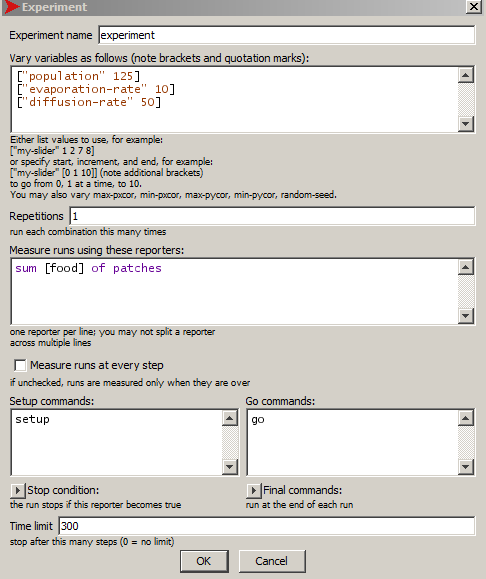 Experiment
Experiment name experiment
Vary variables as follows (note brackets and quotation marks):
["population" 125]
["evaporation-rate" 10]
["diffusion-rate" 50]
Either list values to use, for example:
["my-slider" 1 2 7 8]
or specify start, increment, and end, for example:
["my-slider" [0 1 10]] (note additional brackets)
to go from 0, 1 at a time, to 10.
You may also vary max-pxcor, min-pxcor, max-pycor, min-pycor, random-seed.
Repetitions 1
run each combination this many times
Measure runs using these reporters:
sum [food] of patches
one reporter per line; you may not split a reporter
across multiple lines
Measure runs at every step
if unchecked, runs are measured only when they are over
Setup commands:
setup
Go commands:
go
Stop condition:
the run stops if this reporter becomes true
Final commands:
run at the end of each run
Time limit 300
stop after this many steps (0 = no limit)
OK
Cancel